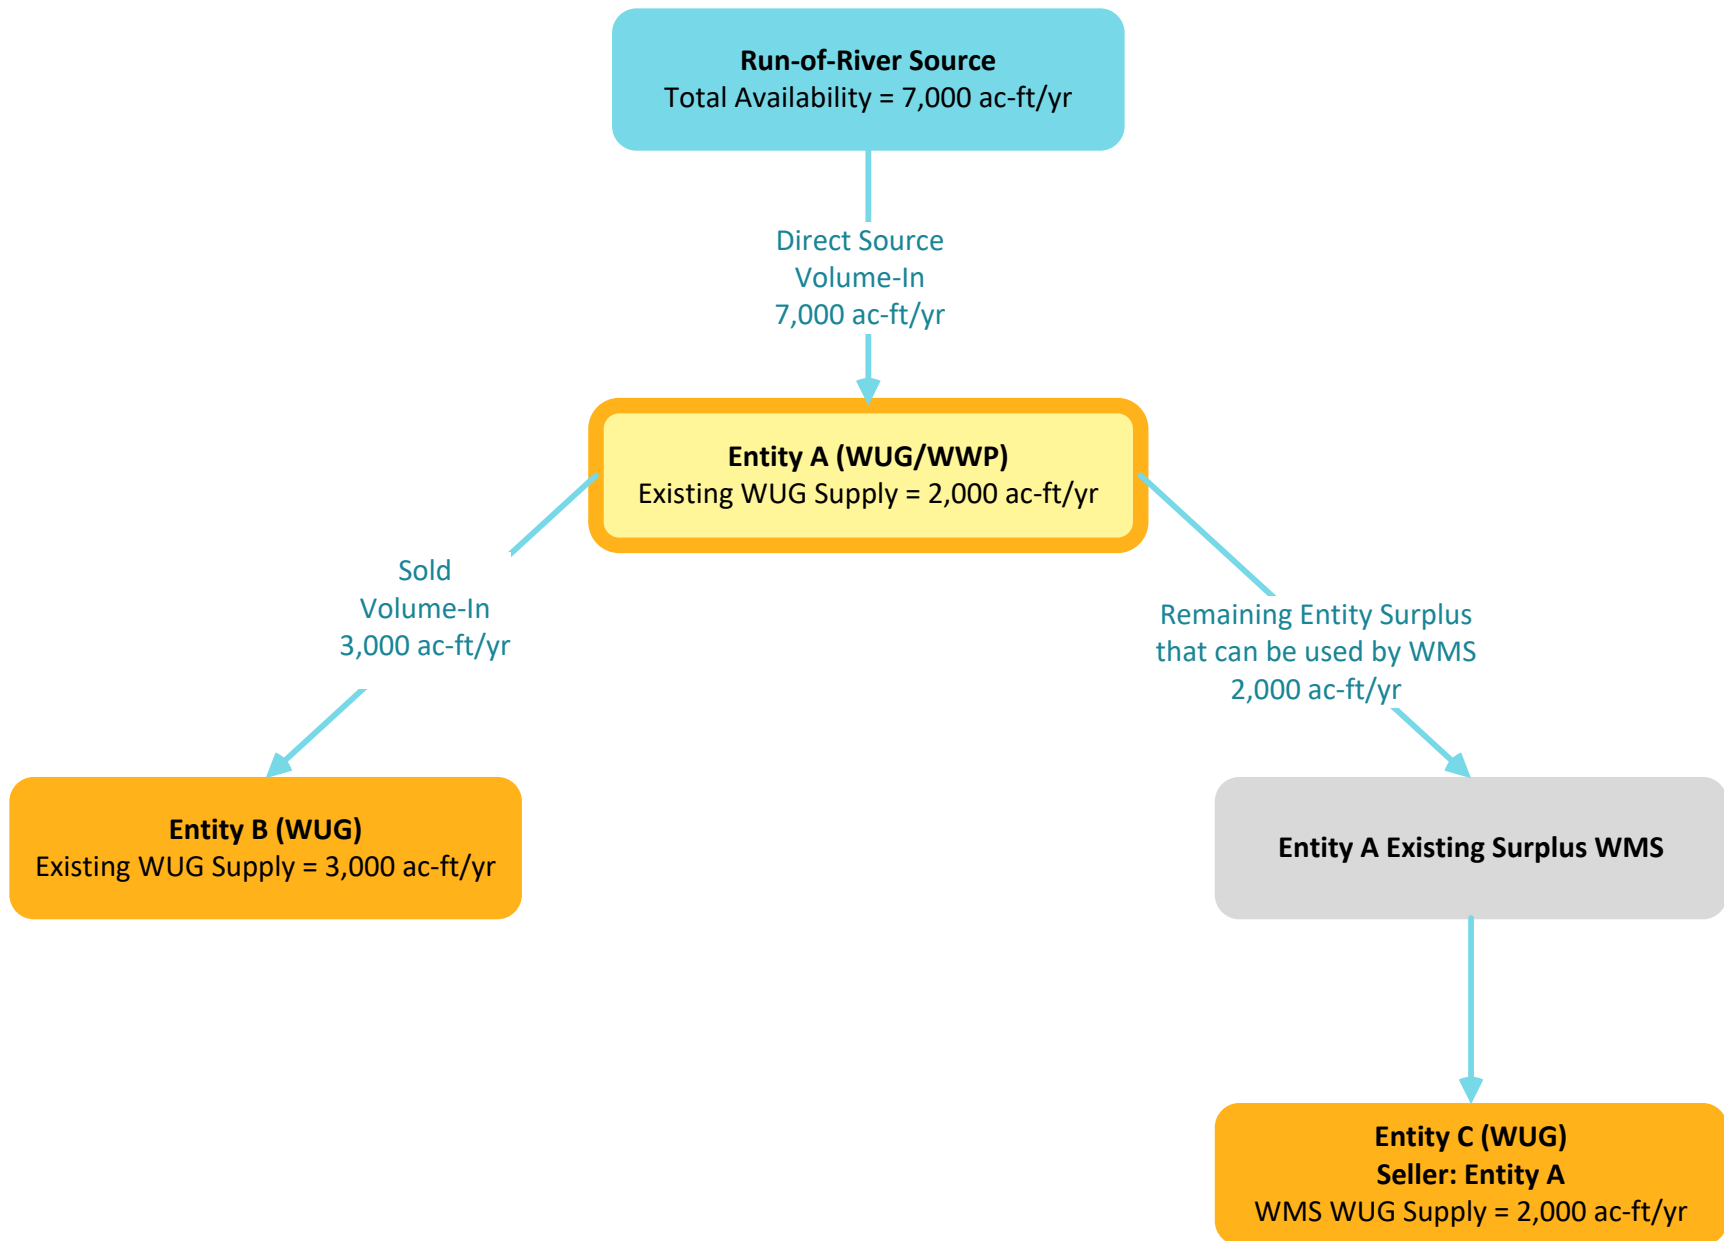 Run-of-River Source
Total Availability = 7,000 ac-ft/yr
Direct Source
Volume-In
7,000 ac-ft/yr
Entity A (WUG/WWP)
Existing WUG Supply = 2,000 ac-ft/yr
Sold
Volume-In
3,000 ac-ft/yr
Remaining Entity Surplus
that can be used by WMS
2,000 ac-ft/yr
Entity B (WUG)
Existing WUG Supply = 3,000 ac-ft/yr
Entity A Existing Surplus WMS
Entity C (WUG)
Seller: Entity A
WMS WUG Supply = 2,000 ac-ft/yr